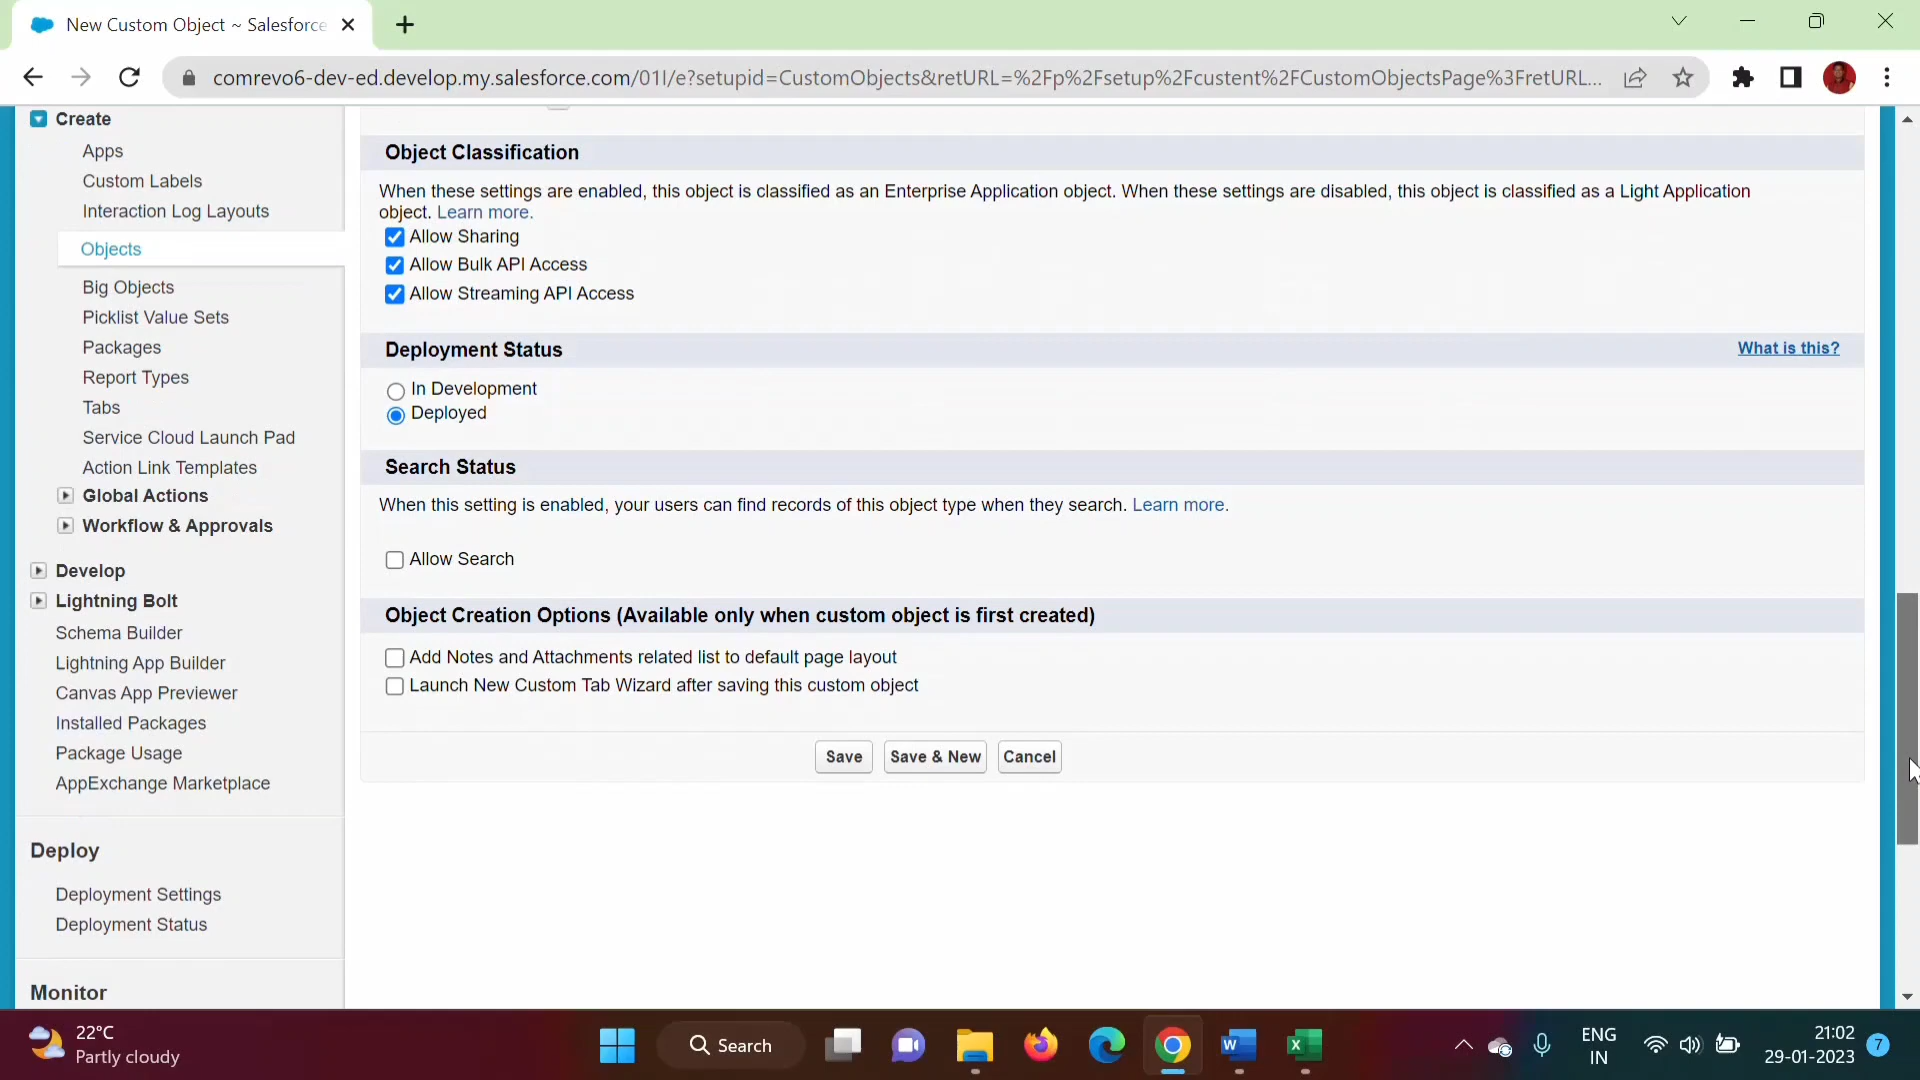 New Custom Object ~ Salesforce
comrevo6-dev-ed.develop.my.salesforce.com/01I/e?setupid=CustomObjects&retURL=%2Fp%2Fsetup%2Fcustent%2FCustomObjectsPage%3FretURL...
Create
Apps
Custom Labels
Interaction Log Layouts
Objects
Big Objects
Picklist Value Sets
Packages
Report Types
Tabs
Service Cloud Launch Pad
Action Link Templates
Global Actions
Workflow & Approvals
Develop
Lightning Bolt
Schema Builder
Lightning App Builder
Canvas App Previewer
Installed Packages
Package Usage
AppExchange Marketplace
Deploy
Deployment Settings
Deployment Status
Monitor
Object Classification
When these settings are enabled, this object is classified as an Enterprise Application object. When these settings are disabled, this object is classified as a Light Application
object. Learn more.
Allow Sharing
Allow Bulk API Access
Allow Streaming API Access
Deployment Status
What is this?
In Development
Deployed
Search Status
When this setting is enabled, your users can find records of this object type when they search. Learn more.
Allow Search
Object Creation Options (Available only when custom object is first created)
Add Notes and Attachments related list to default page layout
Launch New Custom Tab Wizard after saving this custom object
Save
Save & New
Cancel
22°C
Partly cloudy
Search
W
X
ENG
IN
21:02
29-01-2023
7